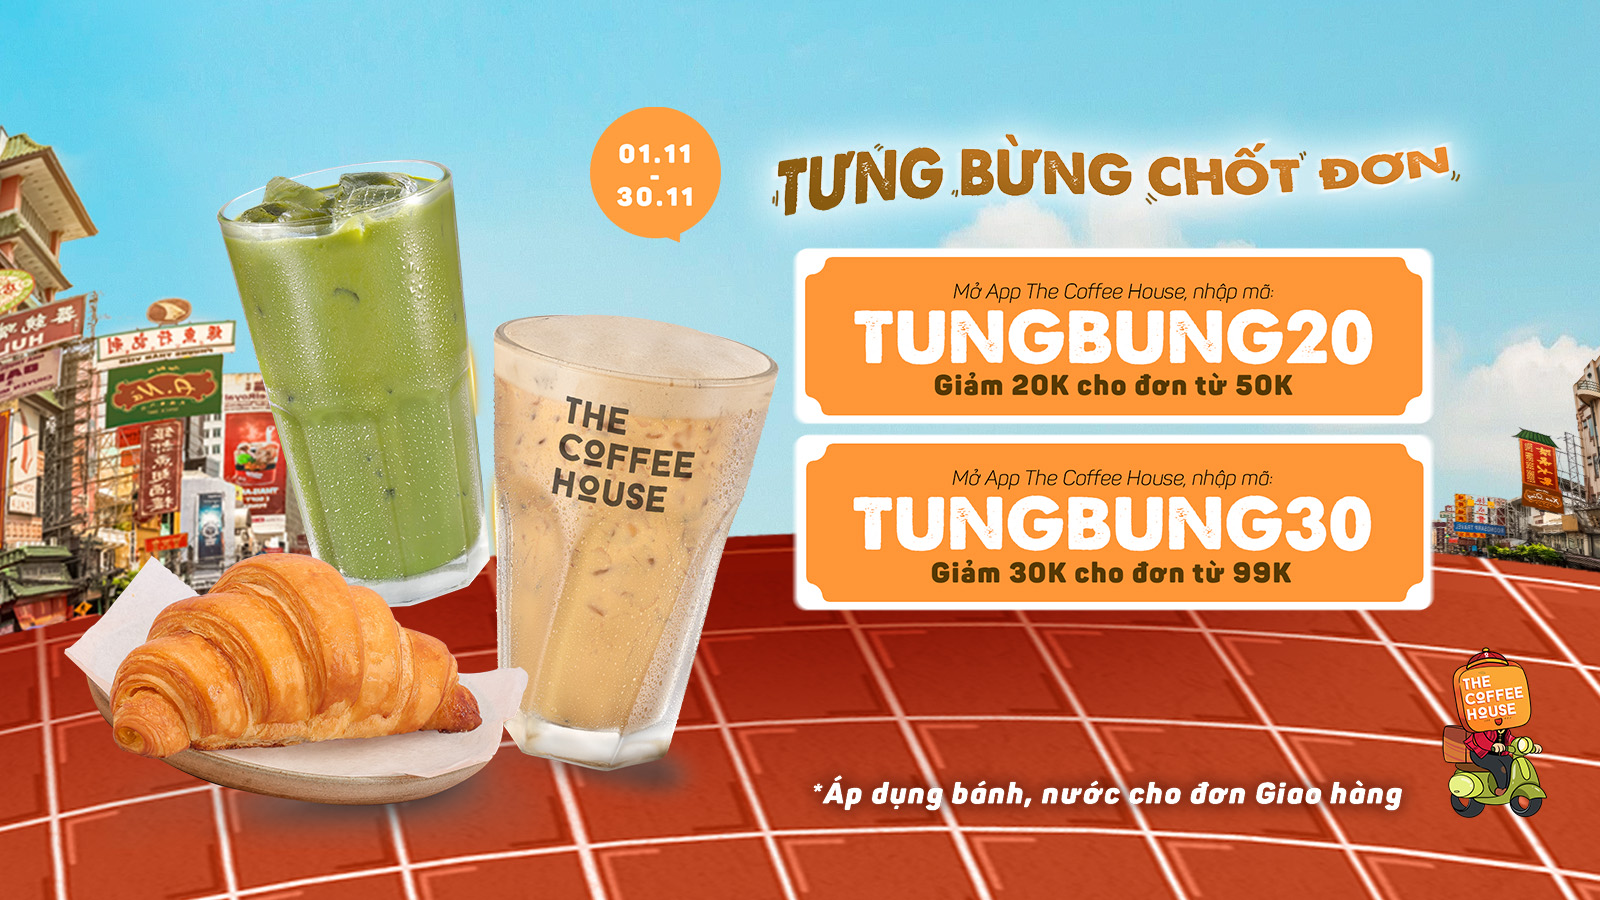 01.11
-
30.11
TƯNG BỪNG CHỐT ĐƠN
Mở App The Coffee House, nhập mã:
TUNGBUNG20
Giảm 20K cho đơn từ 50K
Mở App The Coffee House, nhập mã:
TUNGBUNG30
Giảm 30K cho đơn từ 99K
THE
COFFEE
HOUSE
THE
COFFEE
HOUSE
*Áp dụng bánh, nước cho đơn Giao hàng